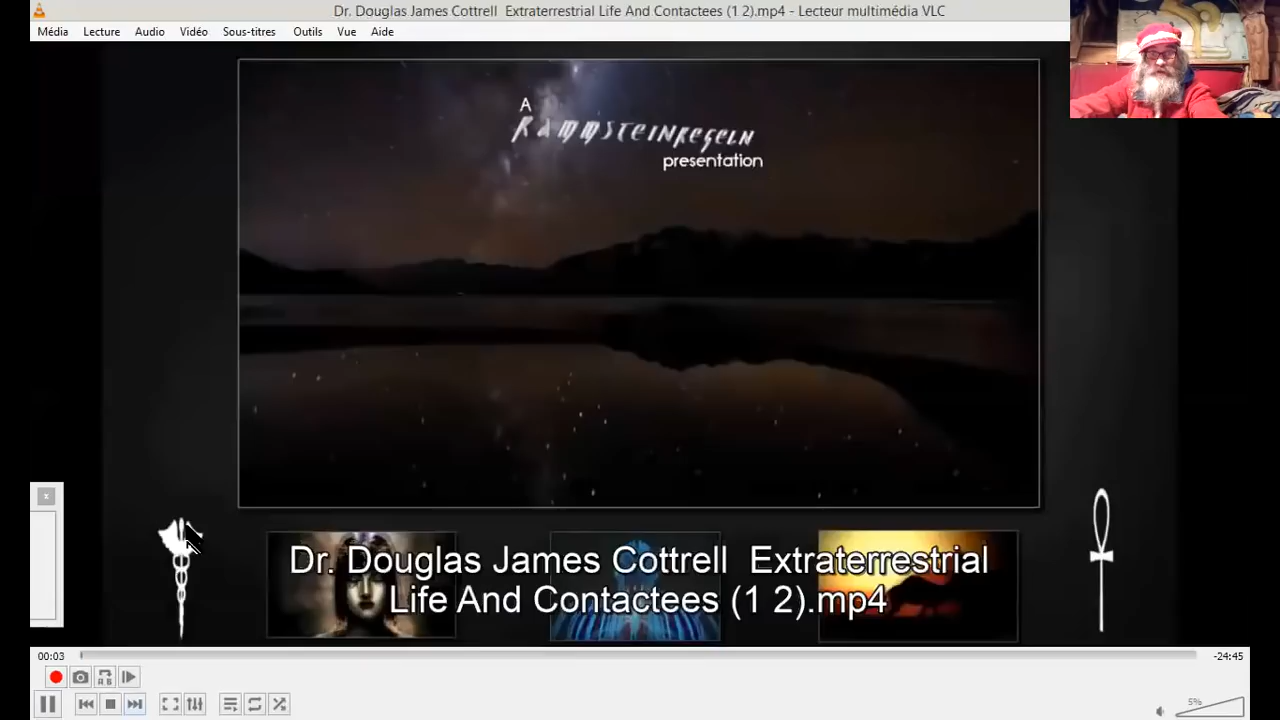 Dr. Douglas James Cottrell  Extraterrestrial Life And Contactees (1 2).mp4 - Lecteur multimédia VLC
Média Lecture Audio Vidéo Sous-titres Outils Vue Aide
A
Rammsteinregeln
presentation
Dr. Douglas James Cottrell  Extraterrestrial
Life And Contactees (1 2).mp4
x
00:03
-24:45
A B
5%